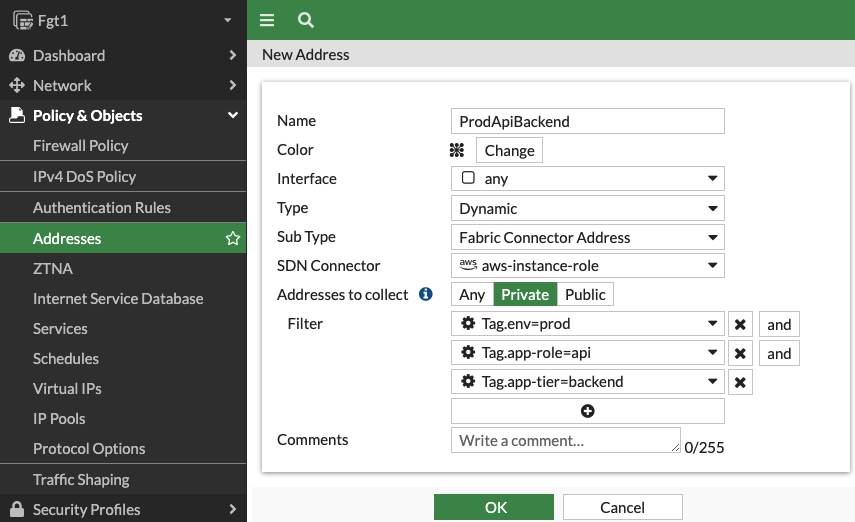 Fgt1
Dashboard
Network
Policy & Objects
Firewall Policy
IPv4 DoS Policy
Authentication Rules
Addresses
ZTNA
Internet Service Database
Services
Schedules
Virtual IPs
IP Pools
Protocol Options
Traffic Shaping
Security Profiles
New Address
Name ProdApiBackend
Color Change
Interface any
Type Dynamic
Sub Type Fabric Connector Address
SDN Connector aws aws-instance-role
Addresses to collect Any Private Public
Filter Tag.env=prod and
Tag.app-role=api and
Tag.app-tier=backend
Comments Write a comment... 0/255
OK Cancel